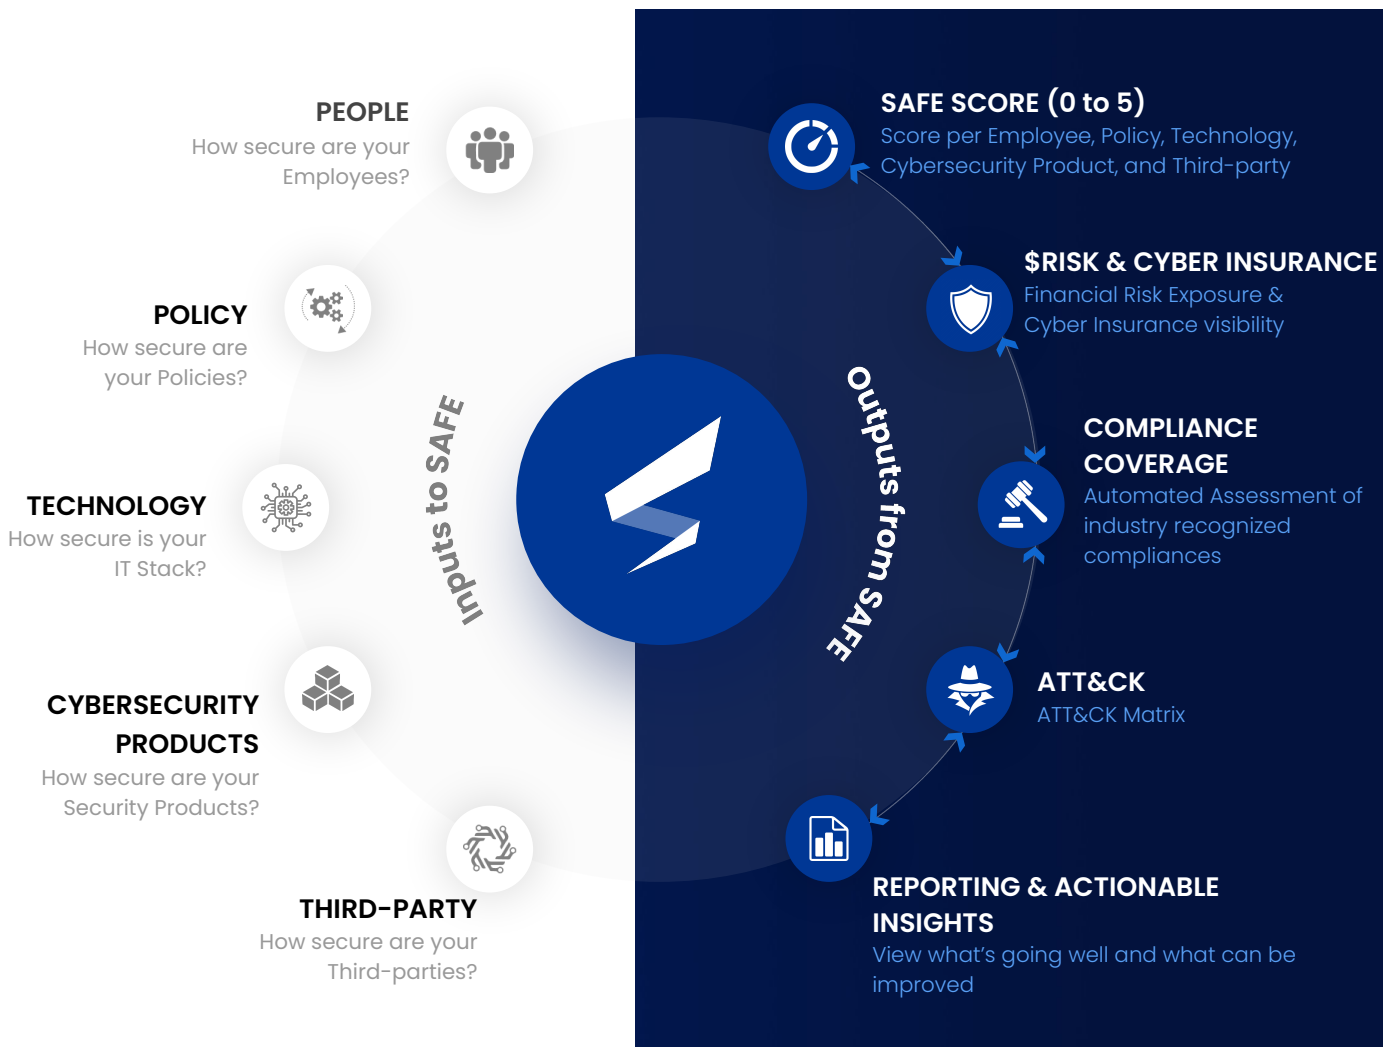 PEOPLE
How secure are your
Employees?
POLICY
How secure are
your Policies?
TECHNOLOGY
How secure is your
IT Stack?
CYBERSECURITY
PRODUCTS
How secure are your
Security Products?
THIRD-PARTY
How secure are your
Third-parties?
Inputs to SAFE
Outputs from SAFE
SAFE SCORE (0 to 5)
Score per Employee, Policy, Technology,
Cybersecurity Product, and Third-party
$RISK & CYBER INSURANCE
Financial Risk Exposure &
Cyber Insurance visibility
COMPLIANCE
COVERAGE
Automated Assessment of
industry recognized
compliances
ATT&CK
ATT&CK Matrix
REPORTING & ACTIONABLE
INSIGHTS
View what’s going well and what can be
improved